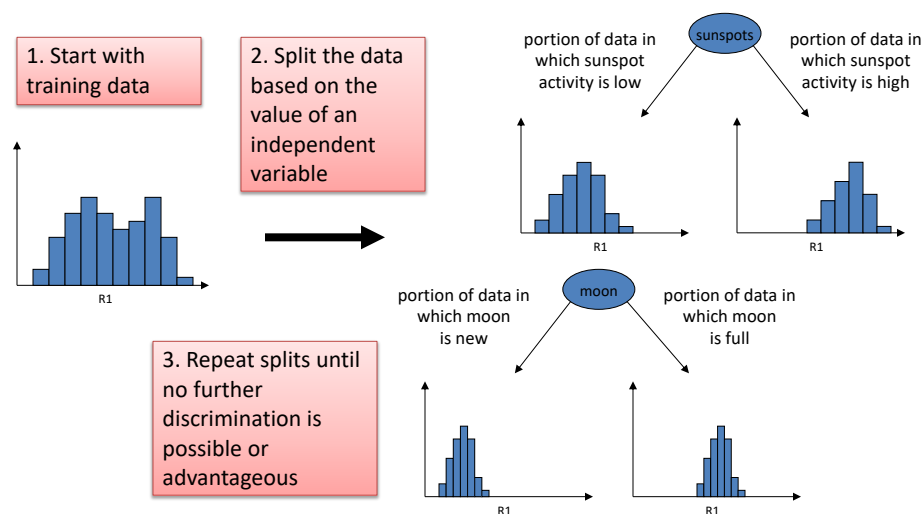 1. Start with
training data
2. Split the data
based on the
value of an
independent
variable
sunspots
portion of data in
which sunspot
activity is low
portion of data in
which sunspot
activity is high
R1
R1
R1
moon
portion of data in
which moon
is new
portion of data in
which moon
is full
3. Repeat splits until
no further
discrimination is
possible or
advantageous
R1
R1